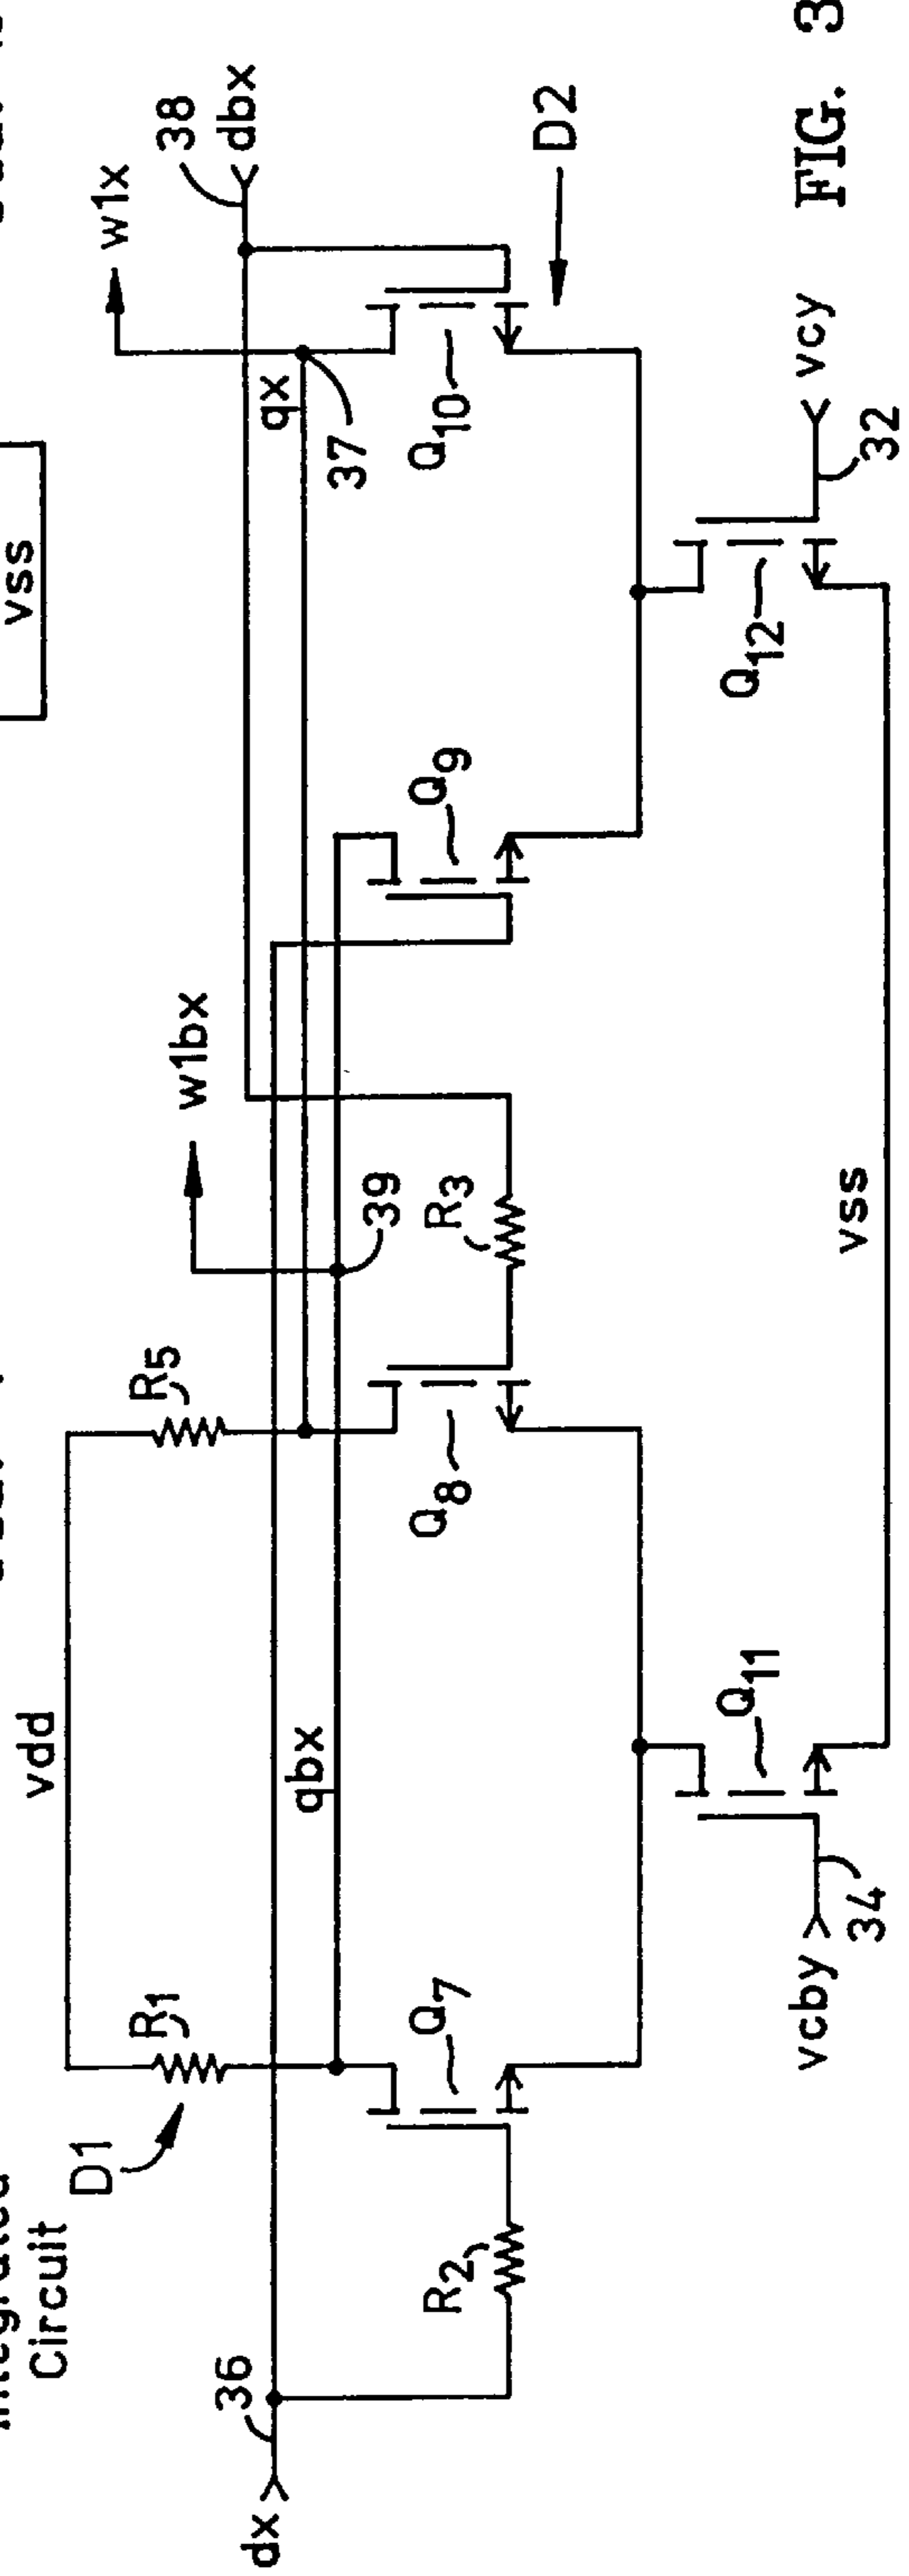 vss
Circuit
vdd
D1
R1
R5
w1bx
w1x
38
dbx
36
dx
qbx
39
qx
37
R2
Q7
Q8
R3
Q9
Q10
D2
vcby
34
Q11
vss
Q12
vcy
32
FIG. 3